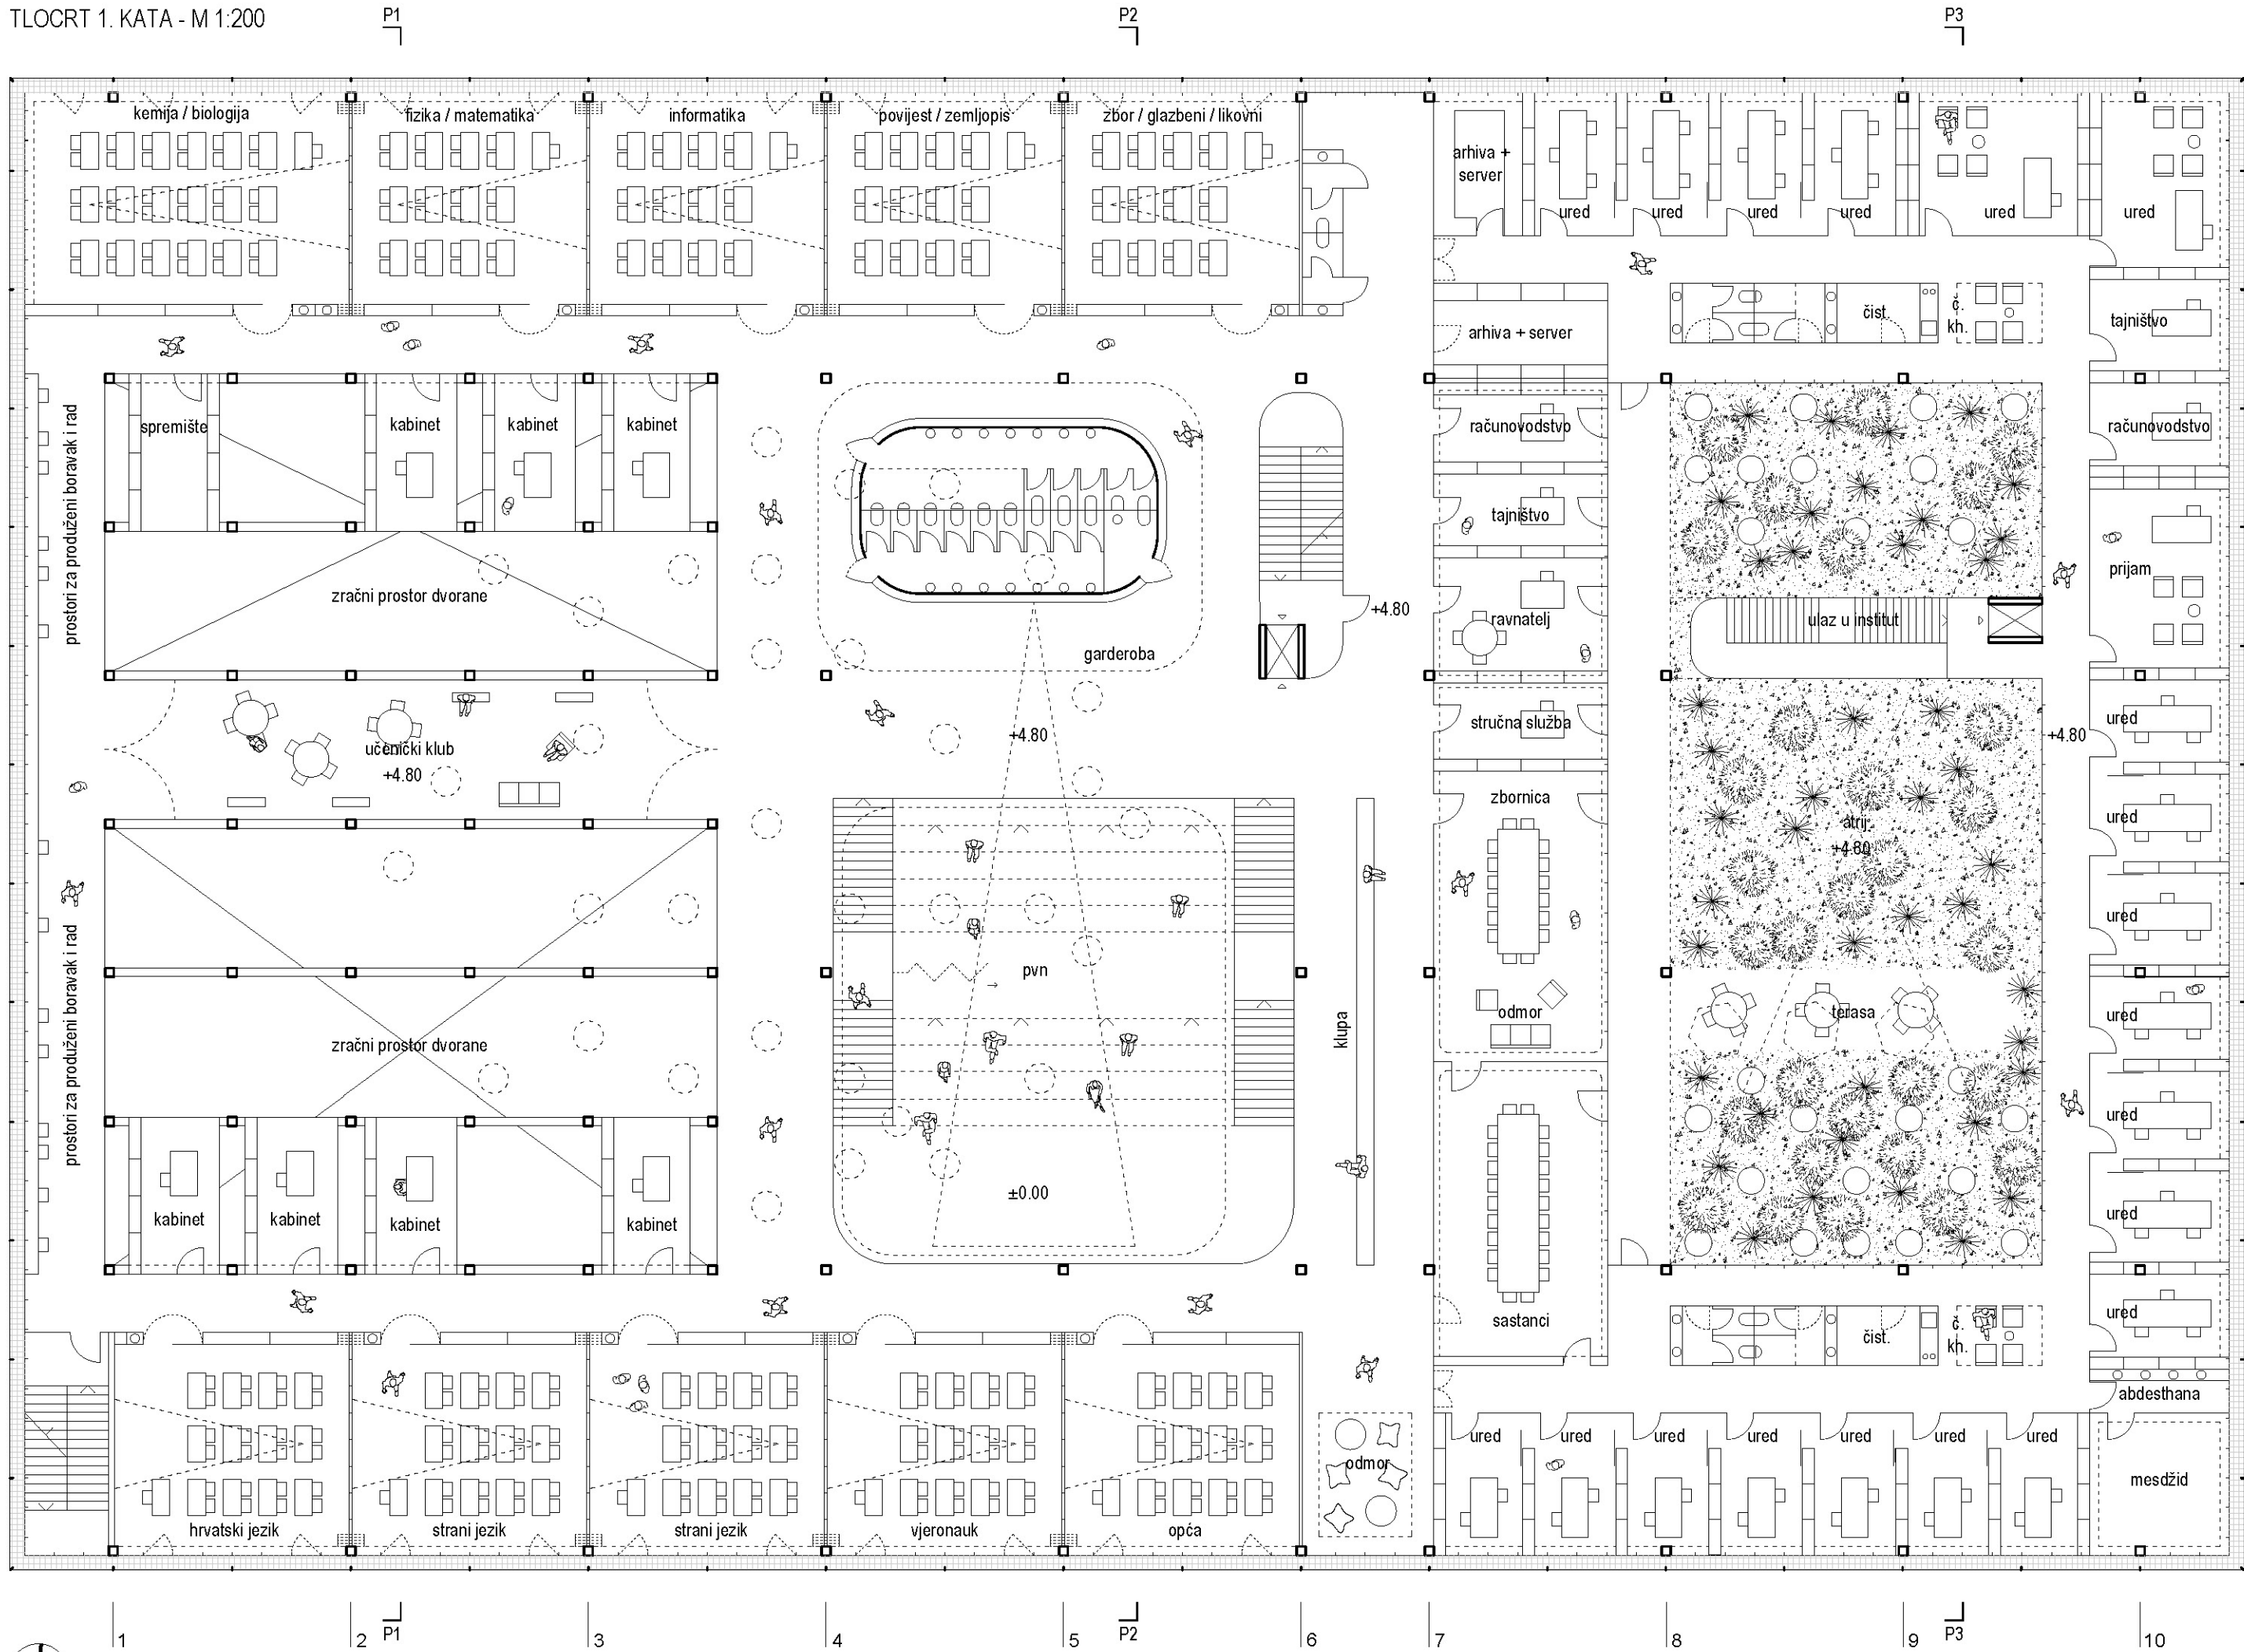 TLOCRT 1. KATA - M 1:200
P1
P2
P3
kemija / biologija
fizika / matematika
informatika
povijest / zemljopis
zbor / glazbeni / likovni
arhiva +
server
ured
ured
ured
ured
ured
ured
čist.
č.
kh.
tajništvo
arhiva + server
prostori za produženi boravak i rad
spremište
kabinet
kabinet
kabinet
računovodstvo
računovodstvo
tajništvo
prijam
zračni prostor dvorane
+4.80
ravnatelj
ulaz u institut
garderoba
učenički klub
+4.80
+4.80
stručna služba
ured
+4.80
zbornica
atrij
+4.80
ured
ured
prostori za produženi boravak i rad
pvn
klupa
odmor
terasa
ured
zračni prostor dvorane
ured
±0.00
kabinet
kabinet
kabinet
kabinet
ured
sastanci
čist.
č.
kh.
ured
abdesthana
ured
ured
ured
ured
ured
ured
ured
odmor
mesdžid
hrvatski jezik
strani jezik
strani jezik
vjeronauk
opća
1
2
P1
3
4
5
P2
6
7
8
9
P3
10